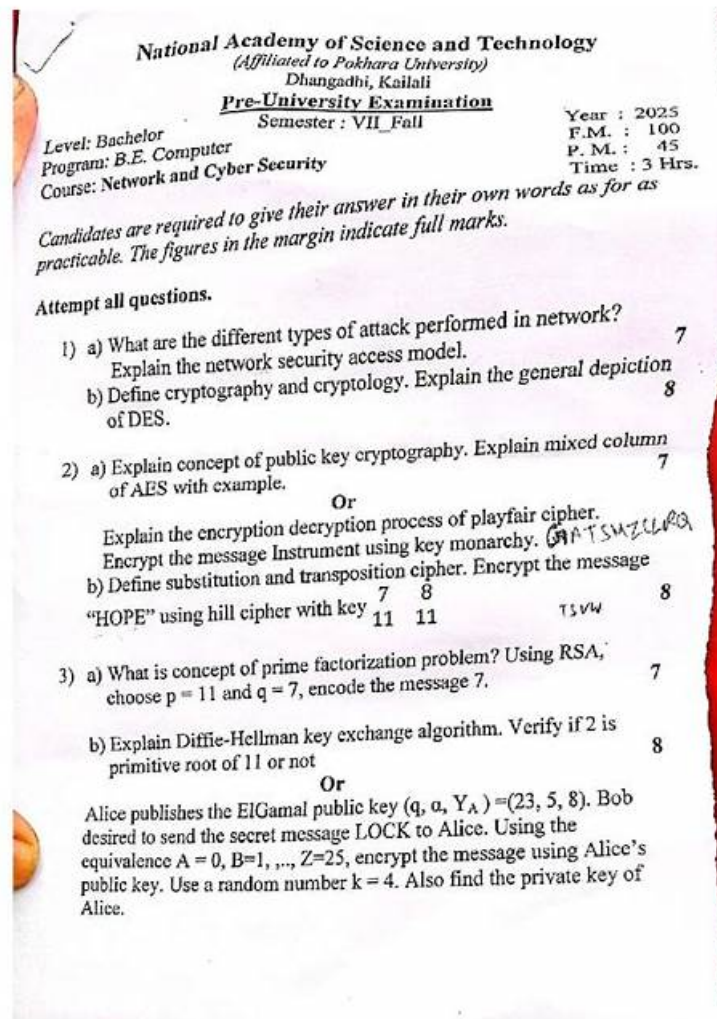 National Academy of Science and Technology
(Affiliated to Pokhara University)
Dhangadhi, Kailali
Pre-University Examination
Semester : VII_Fall
Level: Bachelor
Program: B.E. Computer
Course: Network and Cyber Security
Year : 2025
F.M. : 100
P. M. : 45
Time : 3 Hrs.
Candidates are required to give their answer in their own words as for as
practicable. The figures in the margin indicate full marks.
Attempt all questions.
1) a) What are the different types of attack performed in network?
Explain the network security access model. 7
b) Define cryptography and cryptology. Explain the general depiction
of DES. 8
2) a) Explain concept of public key cryptography. Explain mixed column
of AES with example. 7
Or
Explain the encryption decryption process of playfair cipher.
Encrypt the message Instrument using key monarchy. GATSMZCLRQ
b) Define substitution and transposition cipher. Encrypt the message
7 8
“HOPE” using hill cipher with key 11 11 TSVW 8
3) a) What is concept of prime factorization problem? Using RSA,
choose p = 11 and q = 7, encode the message 7. 7
b) Explain Diffie-Hellman key exchange algorithm. Verify if 2 is
primitive root of 11 or not 8
Or
Alice publishes the ElGamal public key (q, α, YA) =(23, 5, 8). Bob
desired to send the secret message LOCK to Alice. Using the
equivalence A = 0, B=1, ,.., Z=25, encrypt the message using Alice’s
public key. Use a random number k = 4. Also find the private key of
Alice.